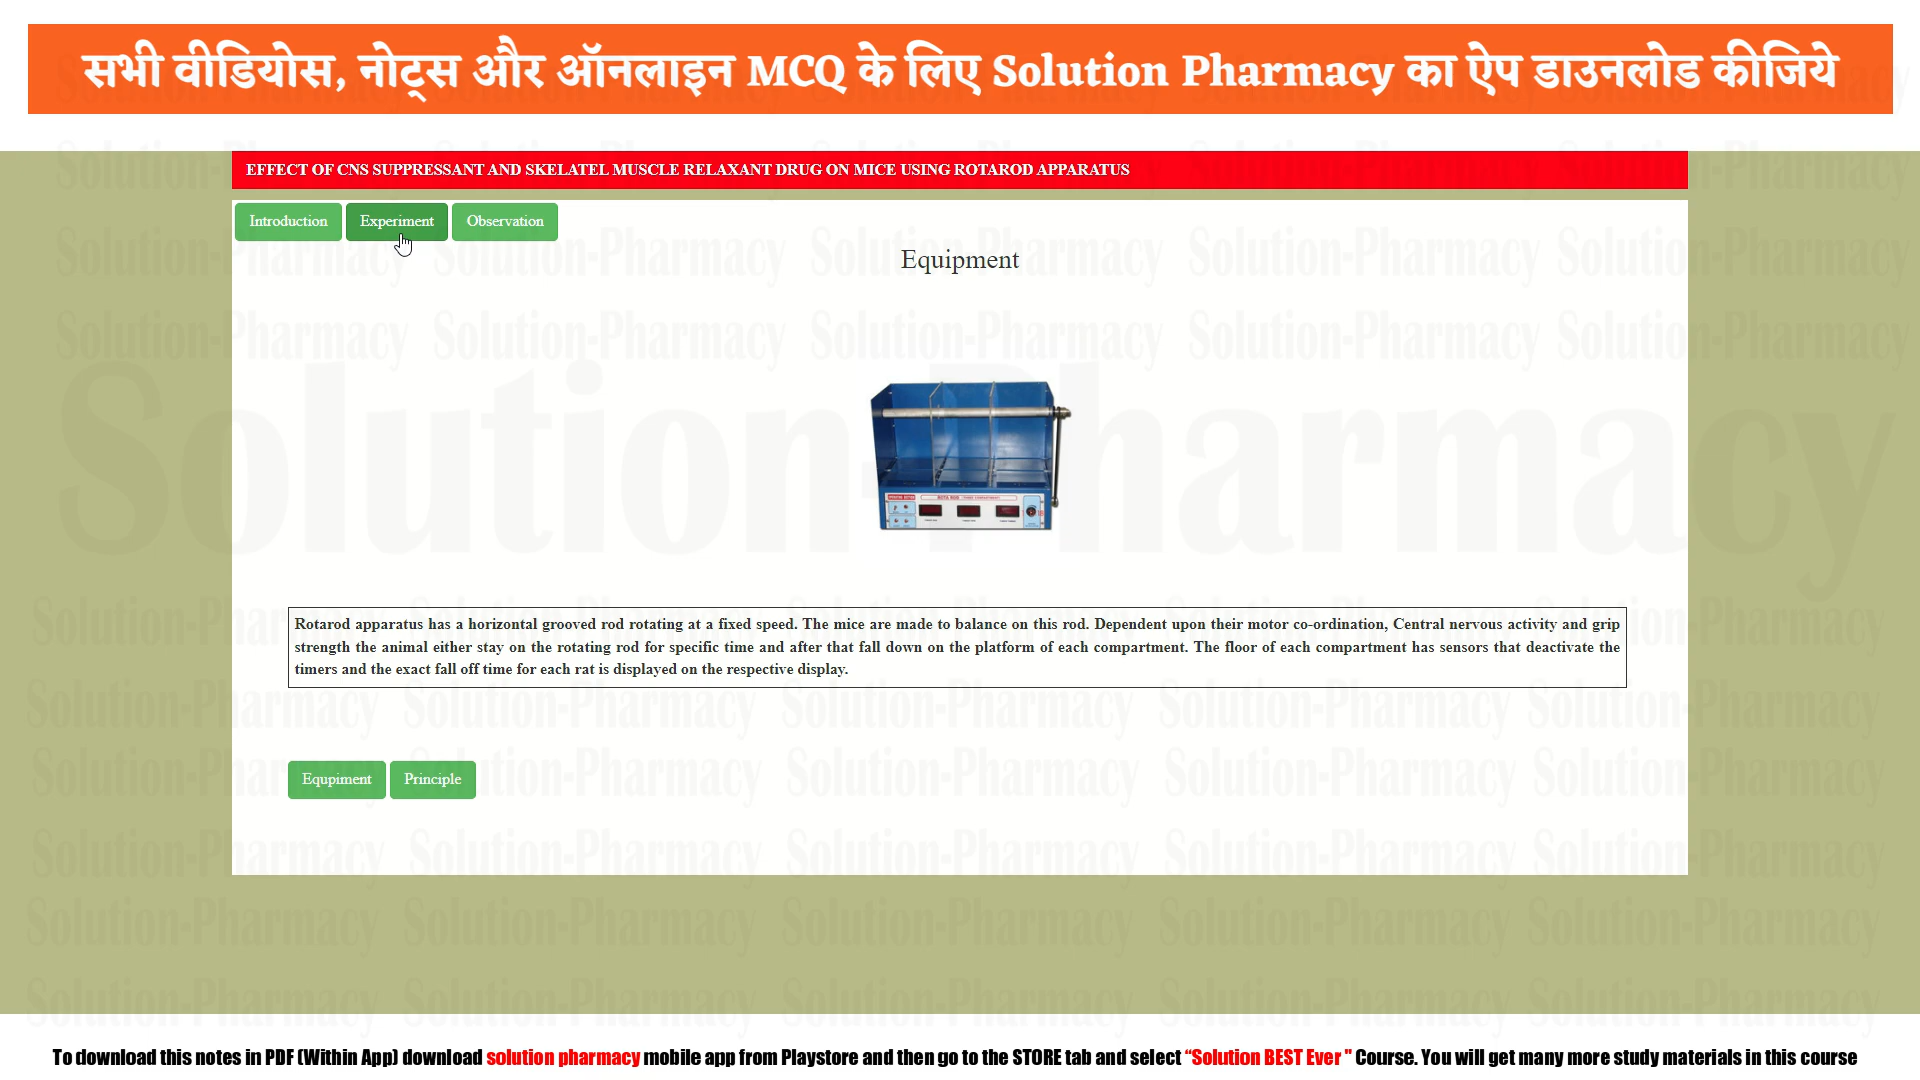 सभी वीडियोस, नोट्स और ऑनलाइन MCQ के लिए Solution Pharmacy का ऐप डाउनलोड कीजिये
EFFECT OF CNS SUPPRESSANT AND SKELATEL MUSCLE RELAXANT DRUG ON MICE USING ROTAROD APPARATUS
Introduction Experiment Observation
Equipment
Solution-Pharmacy
Rotarod apparatus has a horizontal grooved rod rotating at a fixed speed. The mice are made to balance on this rod. Dependent upon their motor co-ordination, Central nervous activity and grip
strength the animal either stay on the rotating rod for specific time and after that fall down on the platform of each compartment. The floor of each compartment has sensors that deactivate the
timers and the exact fall off time for each rat is displayed on the respective display.
Equpiment Principle
To download this notes in PDF (Within App) download solution pharmacy mobile app from Playstore and then go to the STORE tab and select “Solution BEST Ever " Course. You will get many more study materials in this course